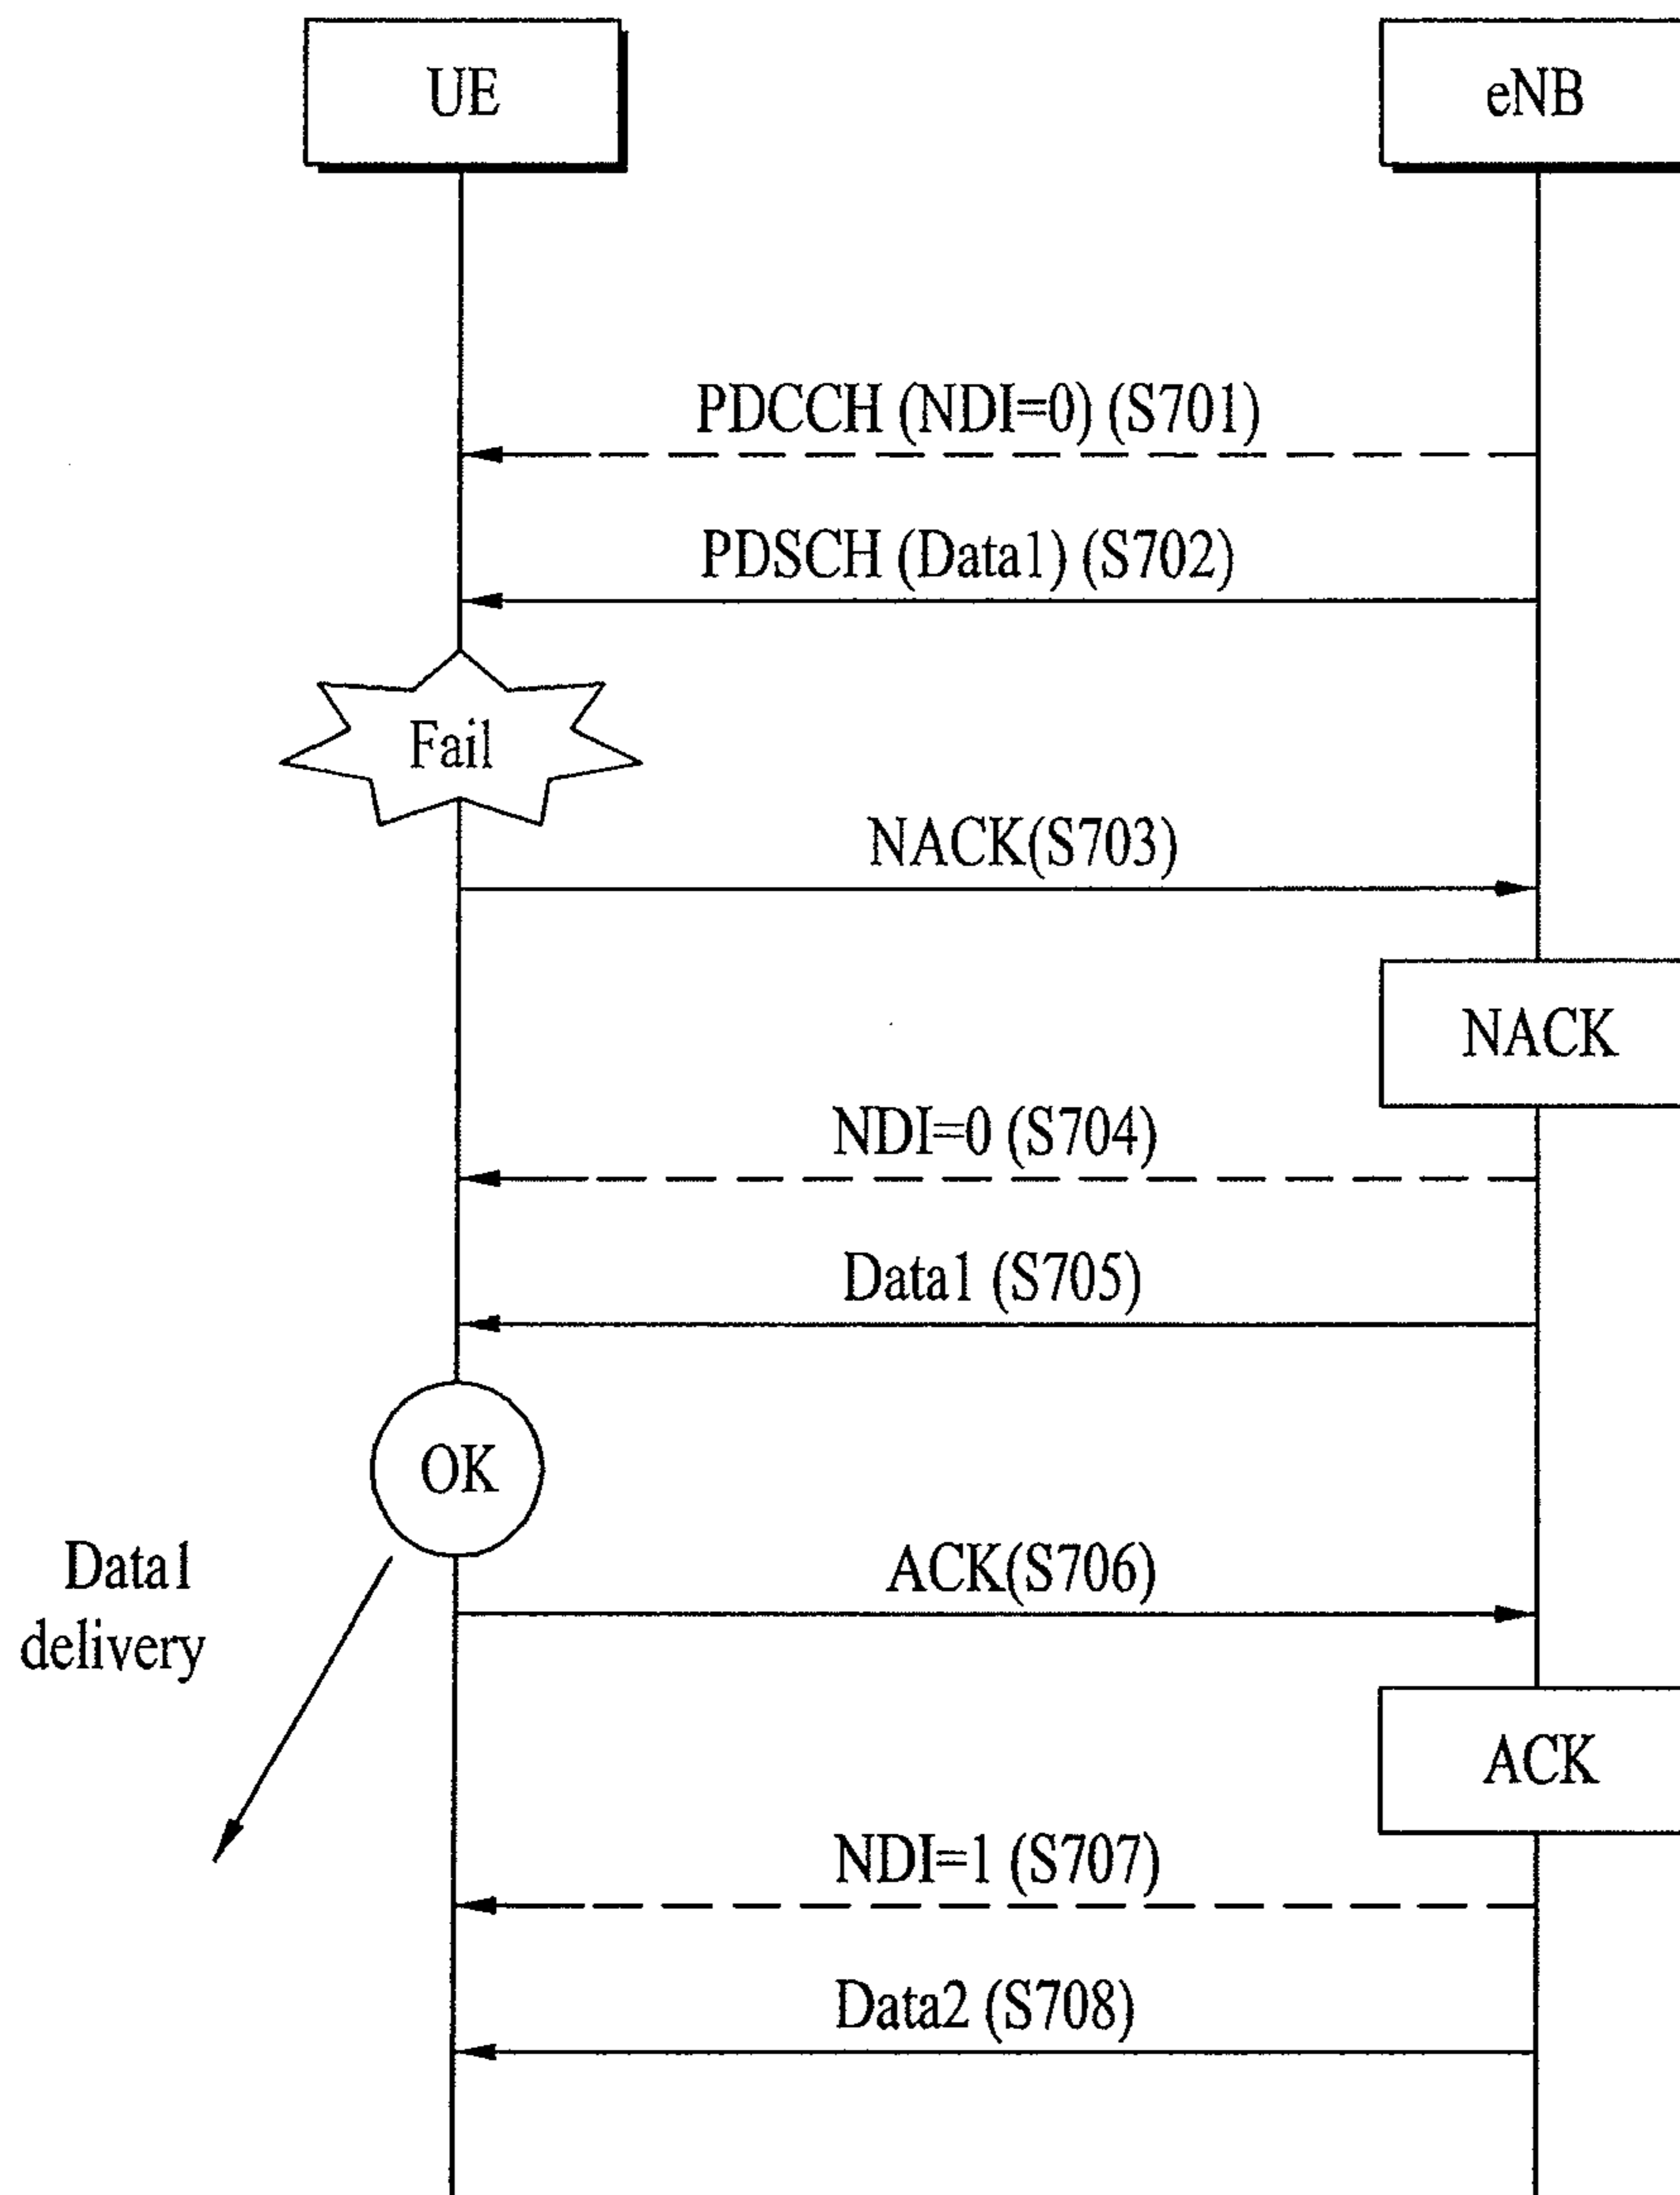 UE
eNB
PDCCH (NDI=0) (S701)
PDSCH (Data1) (S702)
Fail
NACK(S703)
NACK
NDI=0 (S704)
Data1 (S705)
OK
Data1
delivery
ACK(S706)
ACK
NDI=1 (S707)
Data2 (S708)